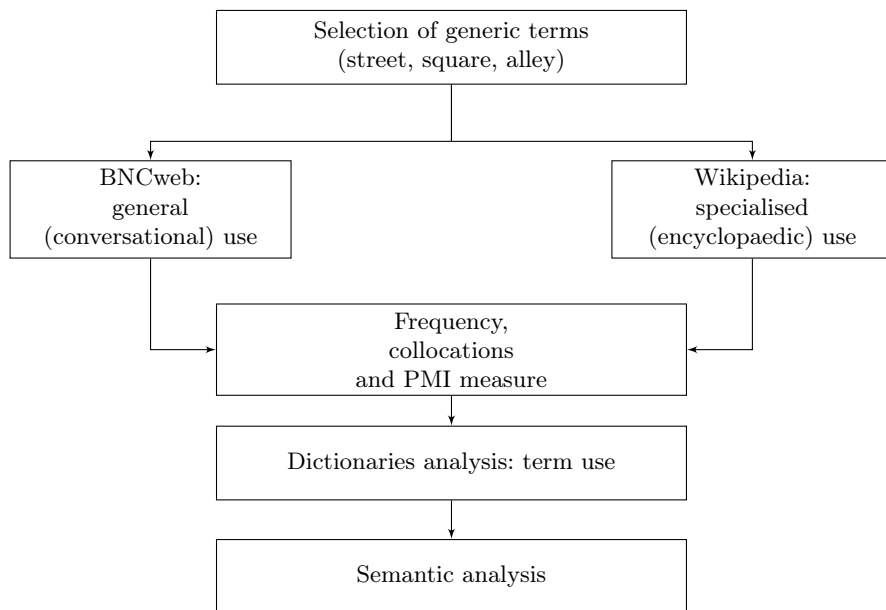 Selection of generic terms
(street, square, alley)
BNCweb:
general
(conversational) use
Wikipedia:
specialised
(encyclopaedic) use
Frequency,
collocations
and PMI measure
Dictionaries analysis: term use
Semantic analysis